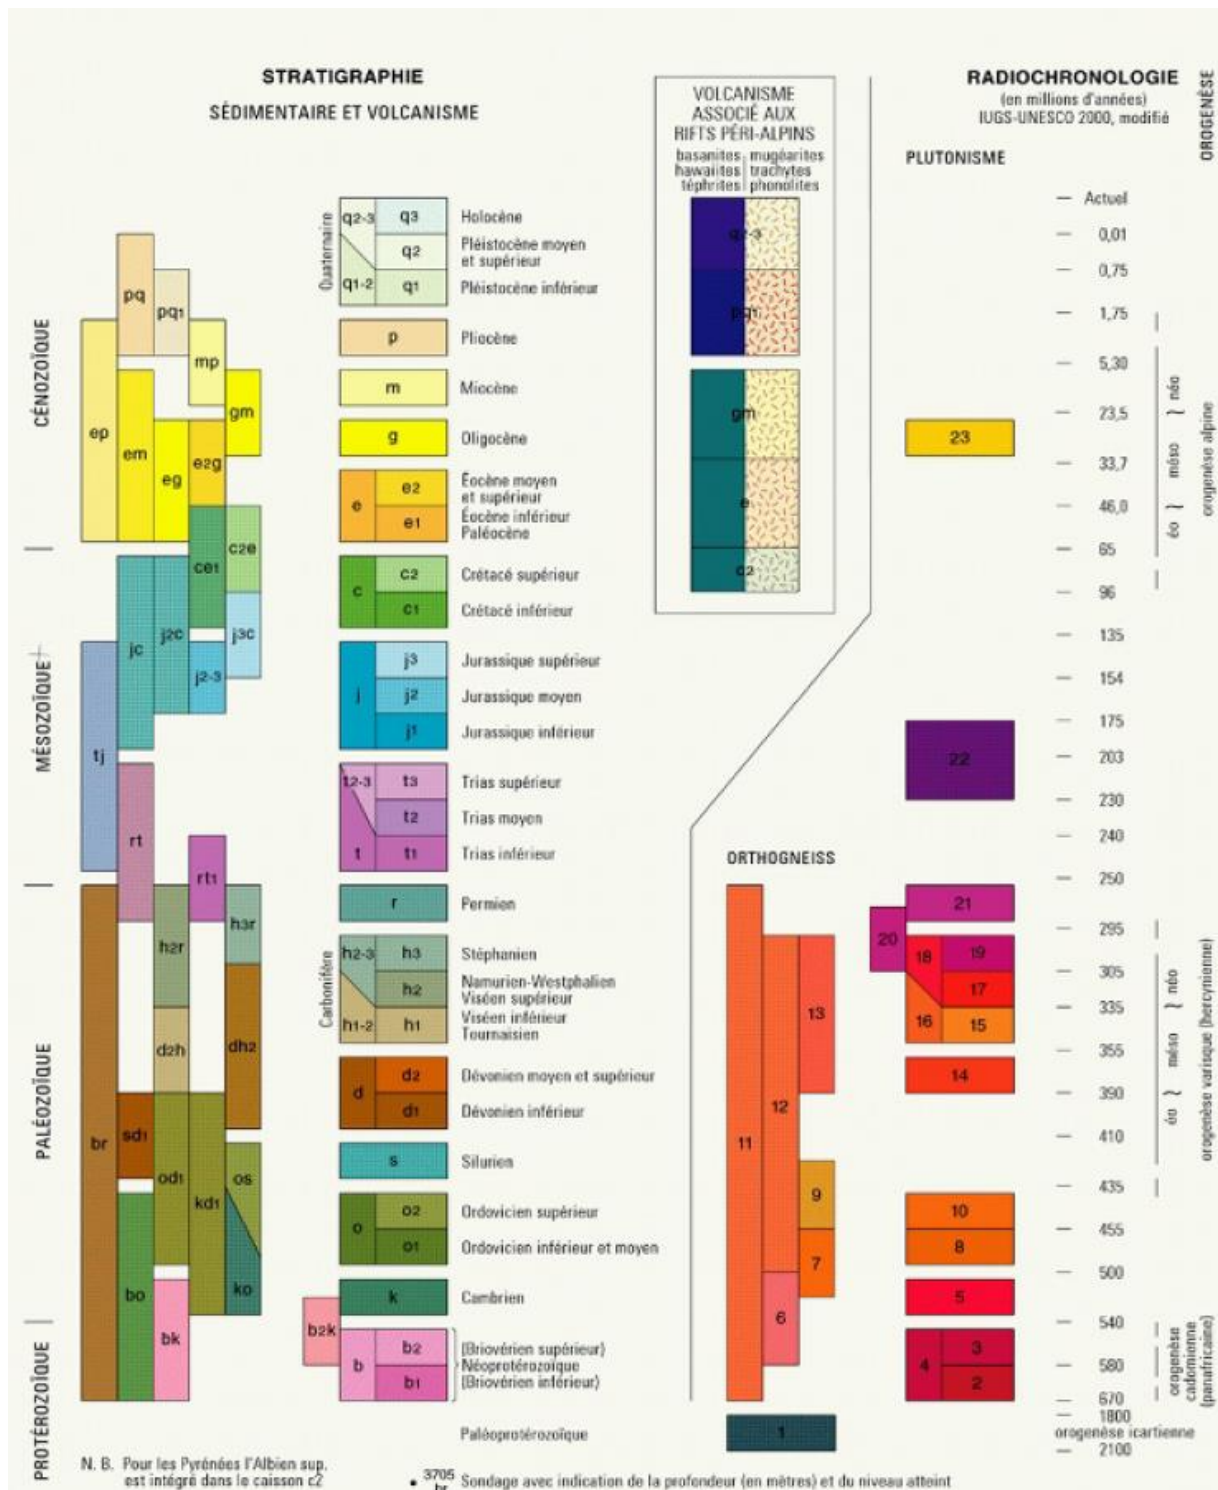 STRATIGRAPHIE
SÉDIMENTAIRE ET VOLCANISME
VOLCANISME
ASSOCIÉ AUX
RIFTS PÉRI-ALPINS
basanites mugéarites
hawaiites trachytes
téphrites phonolites
RADIOCHRONOLOGIE
(en millions d'années)
IUGS-UNESCO 2000, modifié
PLUTONISME
OROGENÈSE
CÉNOZOÏQUE
MÉSOZOÏQUE
PALÉOZOÏQUE
PROTÉROZOÏQUE
pq
pq1
mp
gm
ep
em
eg
e2g
c2e
ce1
jc
j2c
j3c
j2-3
tj
rt
rt1
h3r
h2r
d2h
dh2
br
sd1
od1
kd1
os
ko
bo
bk
b2k
Quaternaire
q2-3 q3 Holocène
q2 Pléistocène moyen
et supérieur
q1-2 q1 Pléistocène inférieur
p Pliocène
m Miocène
g Oligocène
e e2 Éocène moyen
et supérieur
e1 Éocène inférieur
Paléocène
c c2 Crétacé supérieur
c1 Crétacé inférieur
j j3 Jurassique supérieur
j2 Jurassique moyen
j1 Jurassique inférieur
t2-3 t3 Trias supérieur
t2 Trias moyen
t t1 Trias inférieur
r Permien
Carbonifère
h2-3 h3 Stéphanien
h2 Namurien-Westphalien
Viséen supérieur
h1-2 h1 Viséen inférieur
Tournaisien
d d2 Dévonien moyen et supérieur
d1 Dévonien inférieur
s Silurien
o o2 Ordovicien supérieur
o1 Ordovicien inférieur et moyen
k Cambrien
b b2 (Briovérien supérieur)
Néoprotérozoïque
b1 (Briovérien inférieur)
Paléoprotérozoïque
q2-3
pq1
gm
e
c2
ORTHOGNEISS
11
12
13
9
7
6
1
23
22
21
20
18
19
17
16
15
14
10
8
5
4
3
2
Actuel
0,01
0,75
1,75
5,30
23,5
33,7
46,0
65
96
135
154
175
203
230
240
250
295
305
335
355
390
410
435
455
500
540
580
670
1800
orogenèse icartienne
2100
éo ~ méso ~ néo
orogenèse alpine
éo ~ méso ~ néo
orogenèse varisque (hercynienne)
orogenèse
cadomienne
(panafricaine)
N. B. Pour les Pyrénées l'Albien sup.
est intégré dans le caisson c2
3705
br
Sondage avec indication de la profondeur (en mètres) et du niveau atteint